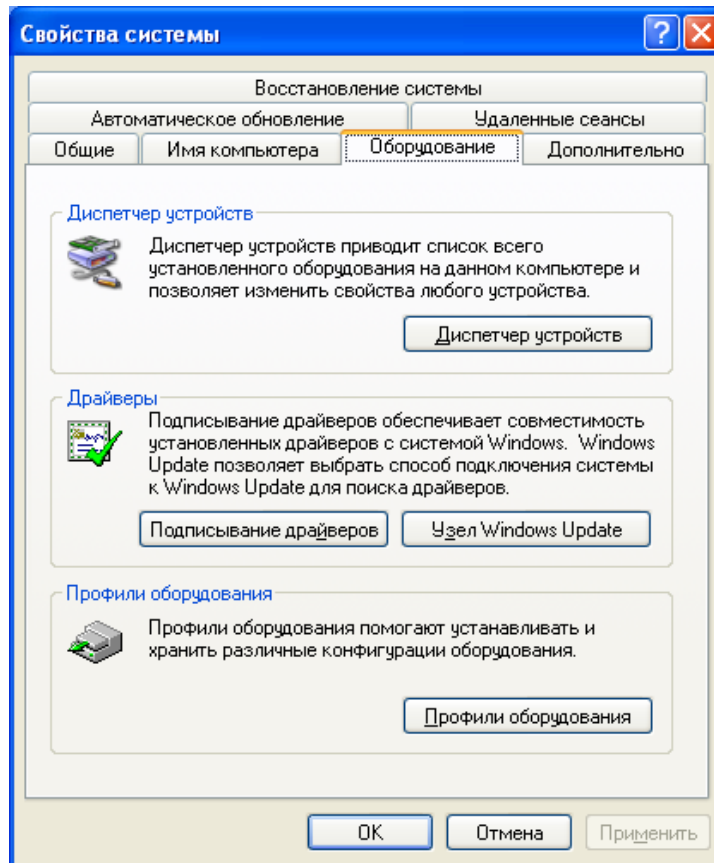 Свойства системы
Восстановление системы
Автоматическое обновление Удаленные сеансы
Общие Имя компьютера Оборудование Дополнительно
Диспетчер устройств
Диспетчер устройств приводит список всего
установленного оборудования на данном компьютере и
позволяет изменить свойства любого устройства.
Диспетчер устройств
Драйверы
Подписывание драйверов обеспечивает совместимость
установленных драйверов с системой Windows. Windows
Update позволяет выбрать способ подключения системы
к Windows Update для поиска драйверов.
Подписывание драйверов Узел Windows Update
Профили оборудования
Профили оборудования помогают устанавливать и
хранить различные конфигурации оборудования.
Профили оборудования
OK Отмена Применить